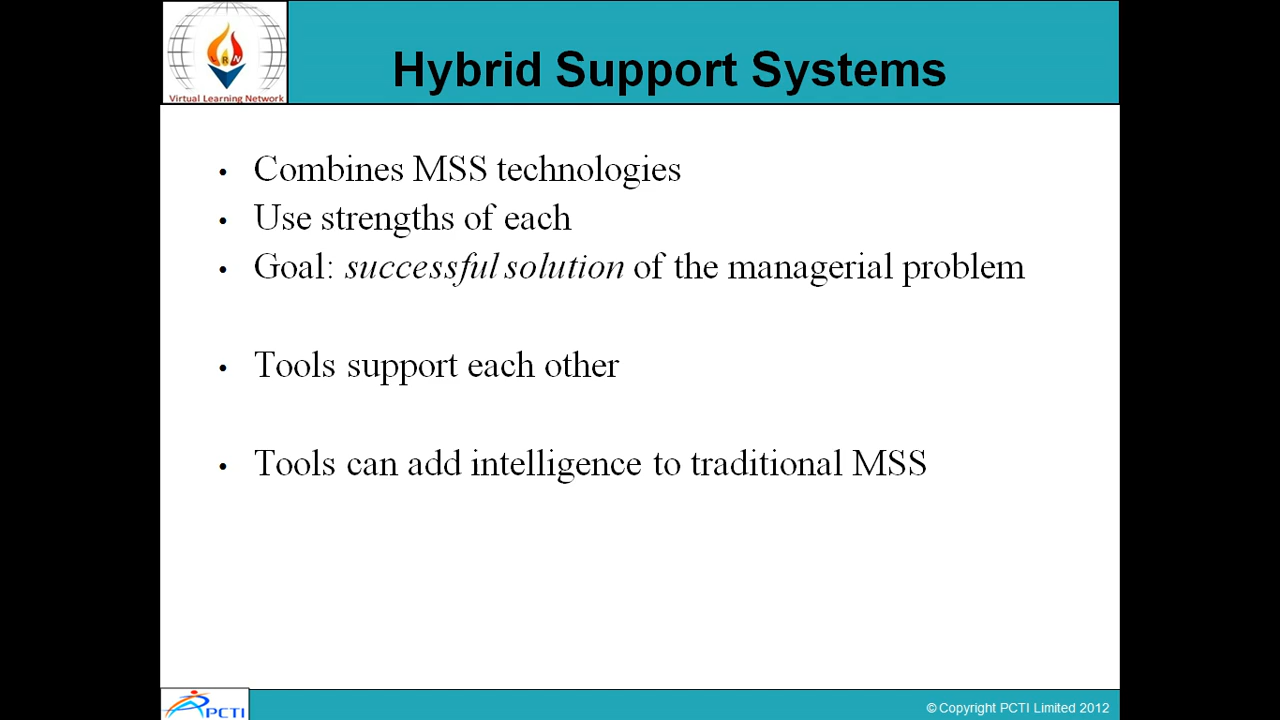 LRN
Virtual Learning Network
Hybrid Support Systems
• Combines MSS technologies
• Use strengths of each
• Goal: successful solution of the managerial problem
• Tools support each other
• Tools can add intelligence to traditional MSS
PCTI
© Copyright PCTI Limited 2012